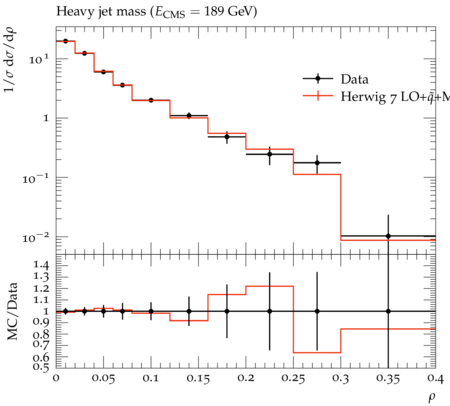 Heavy jet mass (E_CMS = 189 GeV)
1/σ dσ/dρ
10^1
1
10^−1
10^−2
Data
Herwig 7 LO+q̃+M
MC/Data
1.4
1.3
1.2
1.1
1
0.9
0.8
0.7
0.6
0.5
0 0.05 0.1 0.15 0.2 0.25 0.3 0.35 0.4
ρ